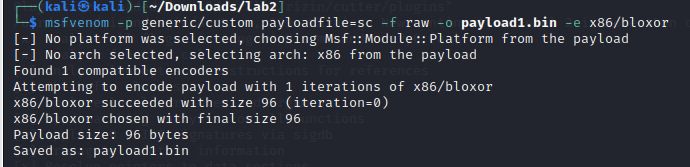 ┌──(kali㉿kali)-[~/Downloads/lab2]
└─$ msfvenom -p generic/custom payloadfile=sc -f raw -o payload1.bin -e x86/bloxor
[-] No platform was selected, choosing Msf::Module::Platform from the payload
[-] No arch selected, selecting arch: x86 from the payload
Found 1 compatible encoders
Attempting to encode payload with 1 iterations of x86/bloxor
x86/bloxor succeeded with size 96 (iteration=0)
x86/bloxor chosen with final size 96
Payload size: 96 bytes
Saved as: payload1.bin